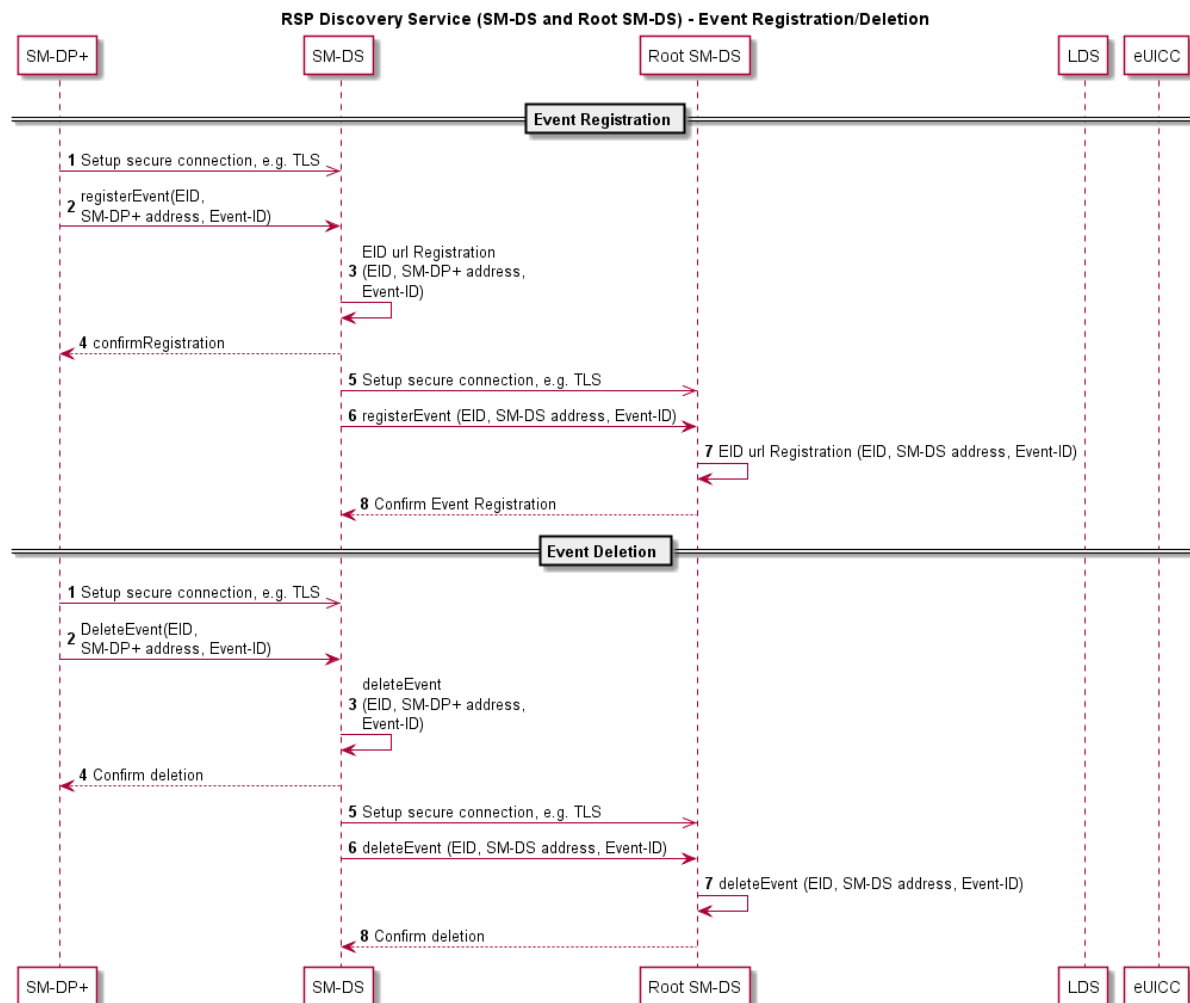 RSP Discovery Service (SM-DS and Root SM-DS) - Event Registration/Deletion
SM-DP+ SM-DS Root SM-DS LDS eUICC
Event Registration
1 Setup secure connection, e.g. TLS
registerEvent(EID,
2 SM-DP+ address, Event-ID)
EID url Registration
3 (EID, SM-DP+ address,
Event-ID)
4 confirmRegistration
5 Setup secure connection, e.g. TLS
6 registerEvent (EID, SM-DS address, Event-ID)
7 EID url Registration (EID, SM-DS address, Event-ID)
8 Confirm Event Registration
Event Deletion
1 Setup secure connection, e.g. TLS
DeleteEvent(EID,
2 SM-DP+ address, Event-ID)
deleteEvent
3 (EID, SM-DP+ address,
Event-ID)
4 Confirm deletion
5 Setup secure connection, e.g. TLS
6 deleteEvent (EID, SM-DS address, Event-ID)
7 deleteEvent (EID, SM-DS address, Event-ID)
8 Confirm deletion
SM-DP+ SM-DS Root SM-DS LDS eUICC